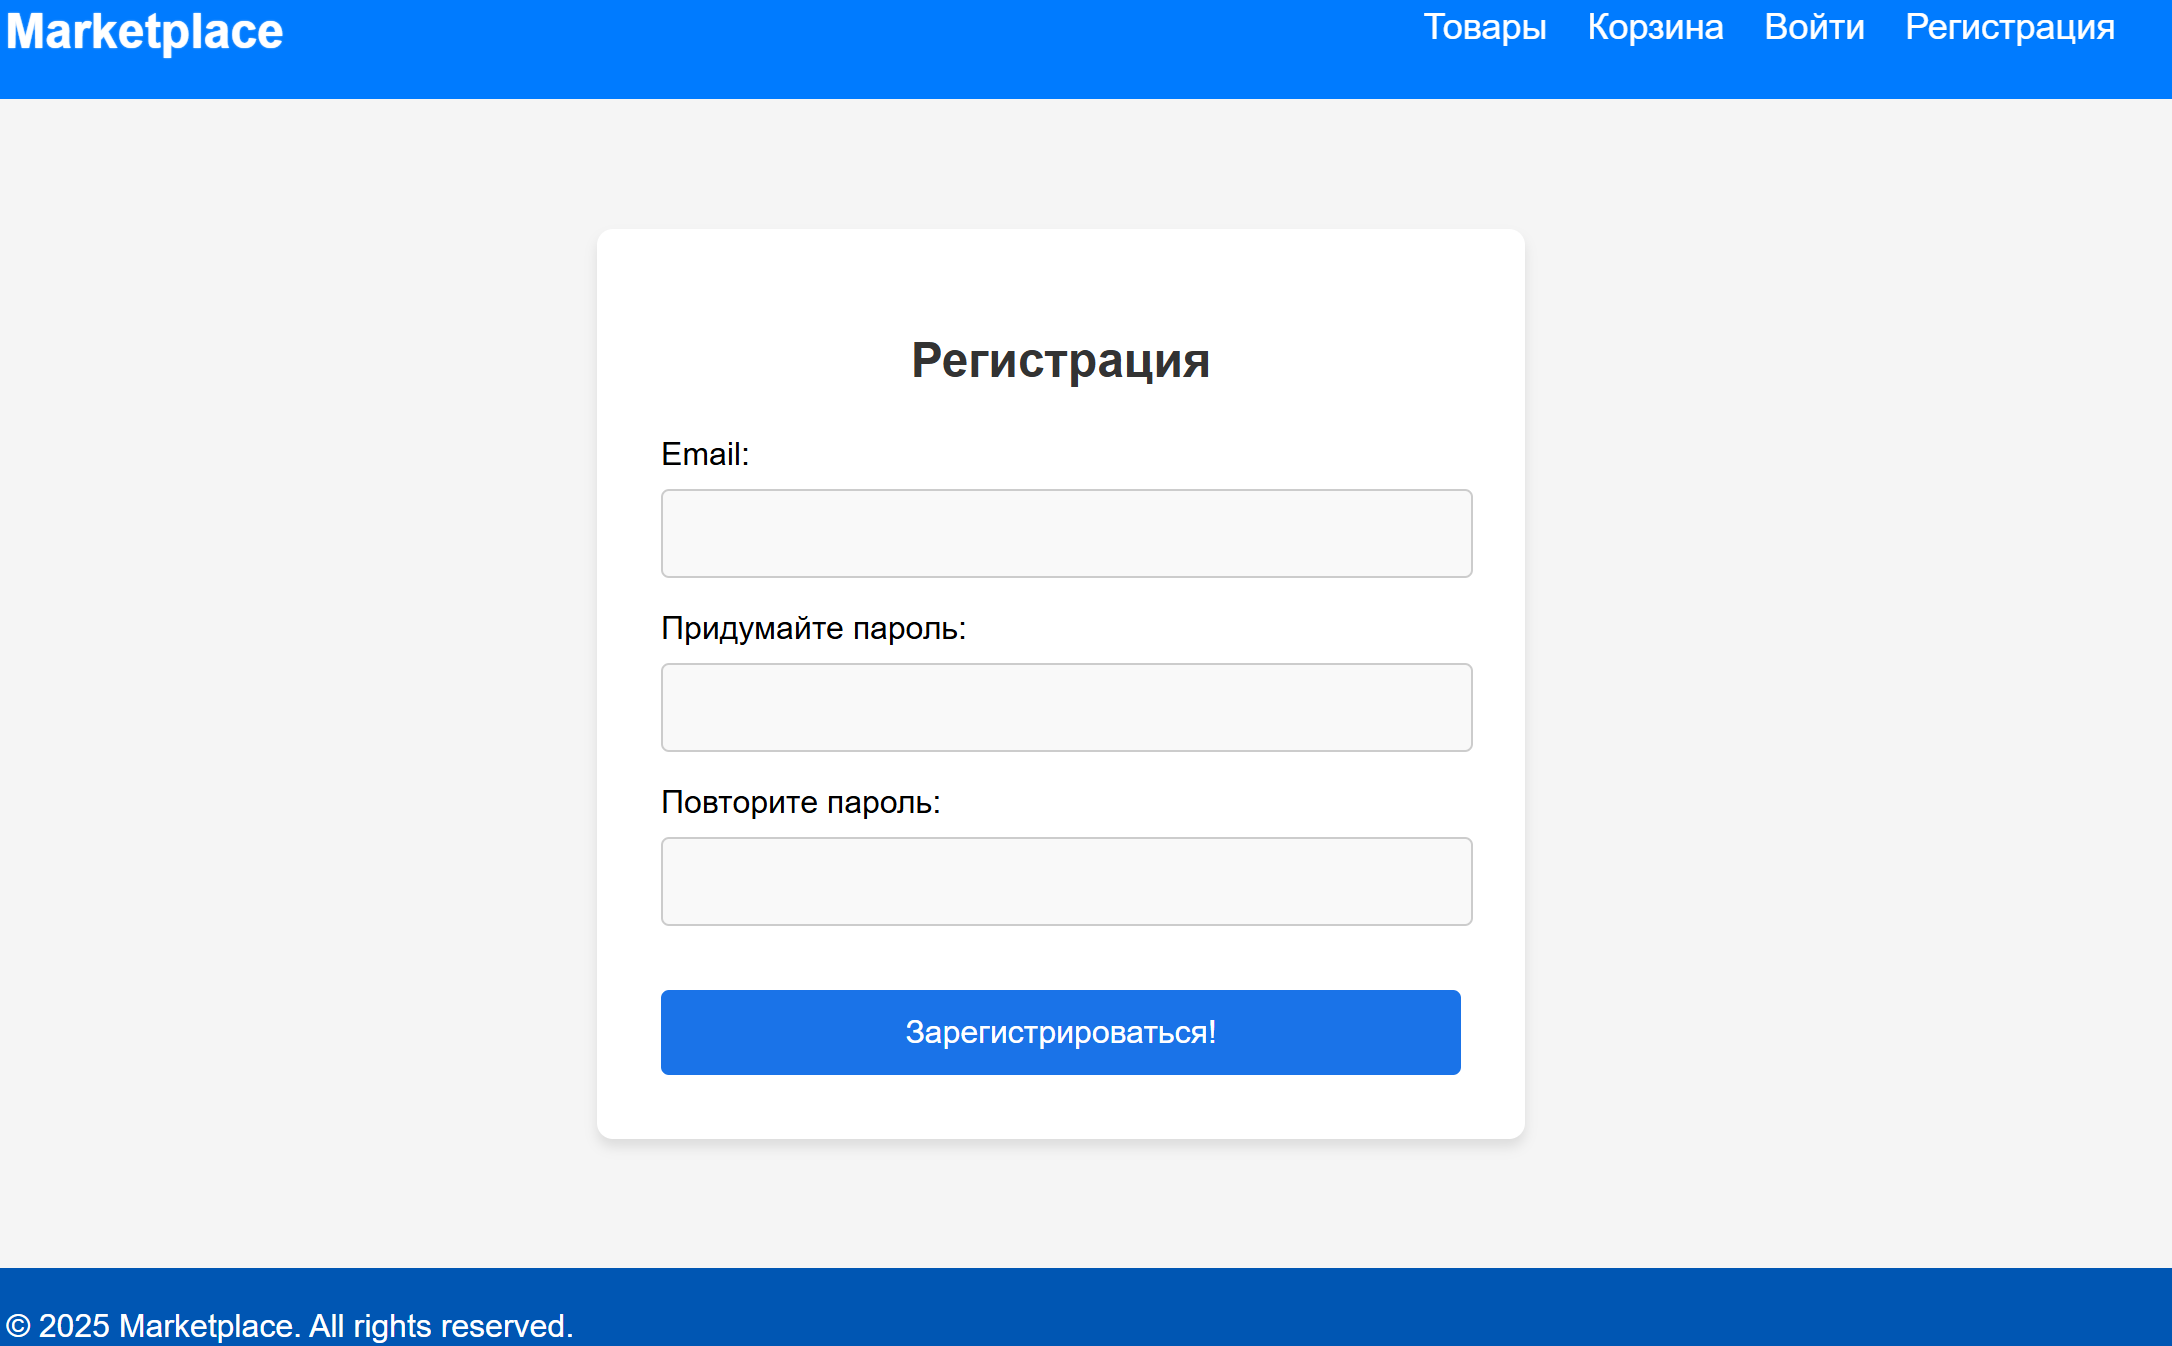 Marketplace
Товары Корзина Войти Регистрация
Регистрация
Email:
Придумайте пароль:
Повторите пароль:
Зарегистрироваться!
© 2025 Marketplace. All rights reserved.